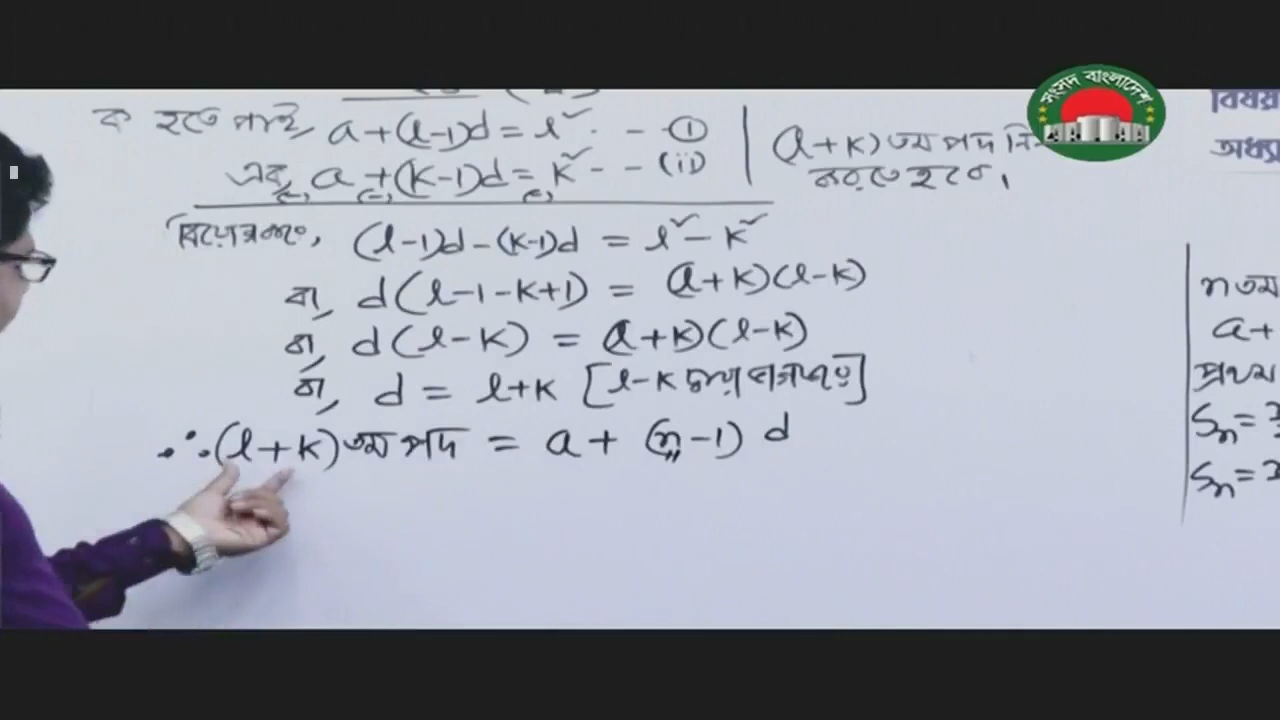 ক হতে পাই, a+(l-1)d = l² - - (i)
এবং, a+(k-1)d = k² - - (ii)
(-) (-) (-)
(l+k) তম পদ
করতে হবে।
বিয়োগ করে, (l-1)d-(k-1)d = l²-k²
বা, d(l-1-k+1) = (l+k)(l-k)
বা, d(l-k) = (l+k)(l-k)
বা, d = l+k [l-k দ্বারা ভাগ করে]
∴ (l+k) তম পদ = a + (n-1) d
সংসদ বাংলাদেশ
বিষয়
অধ্যা
n তম
a+
প্রথম
Sn =
Sn =